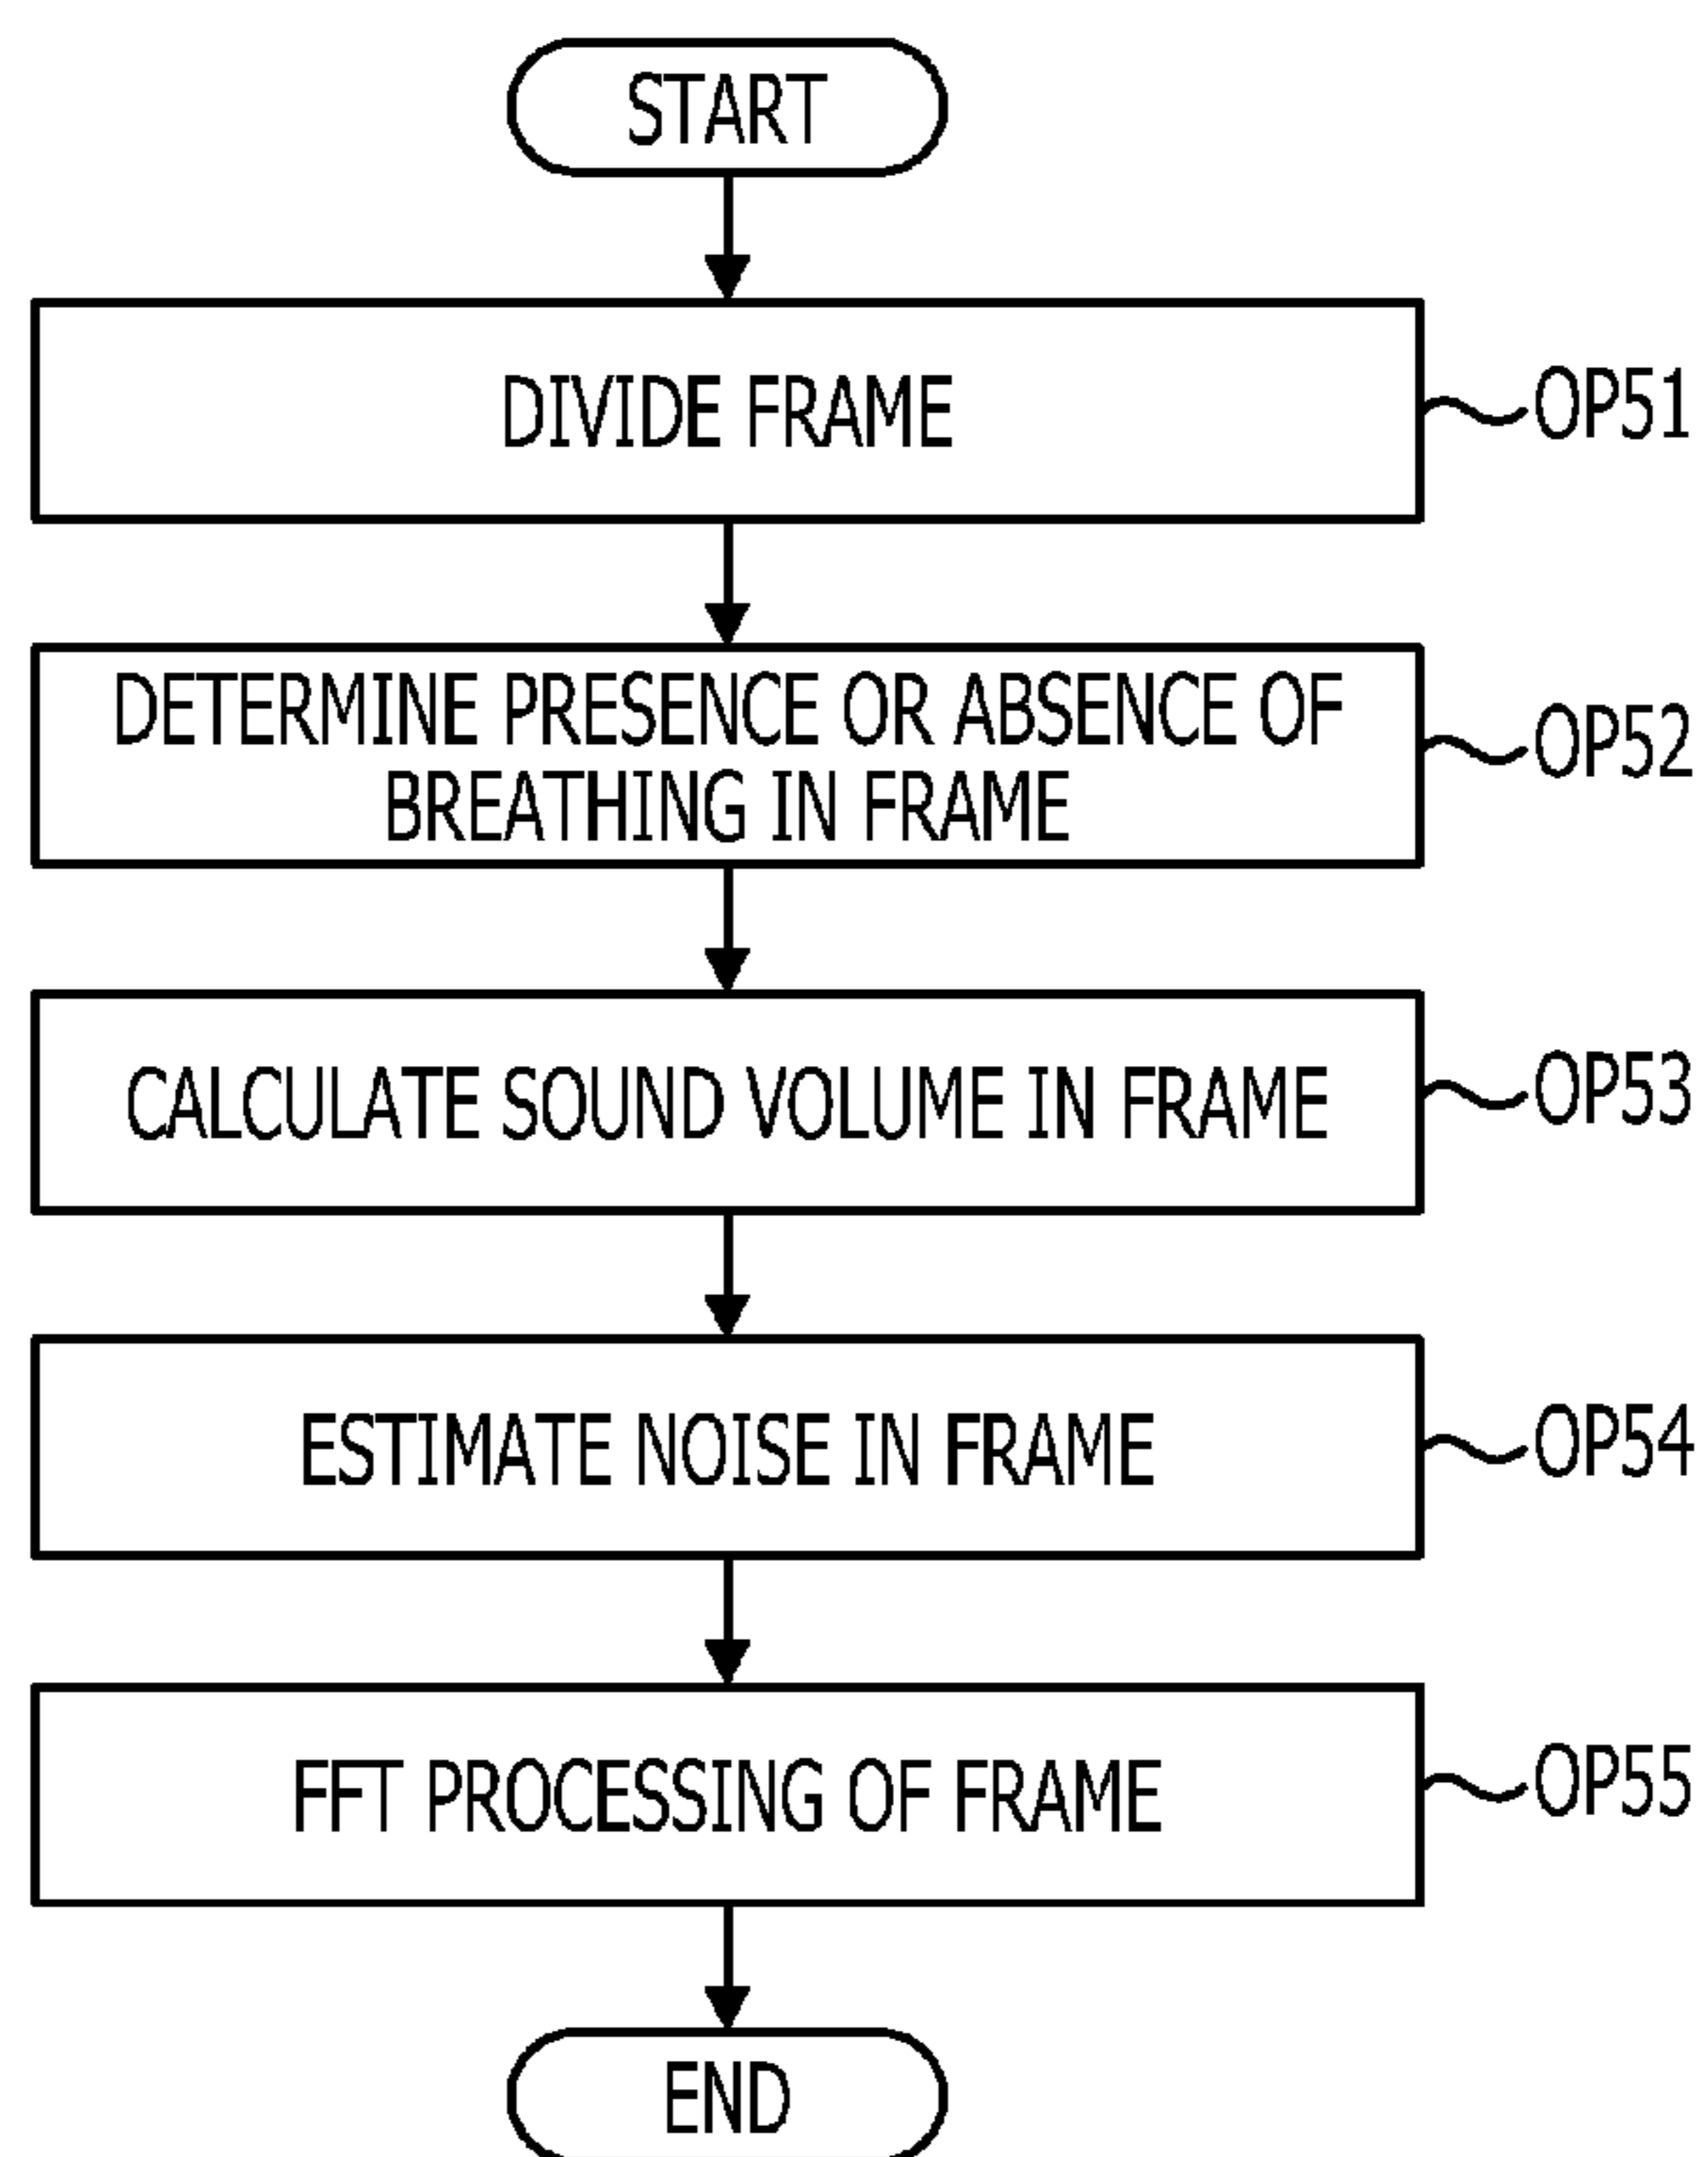 START
DIVIDE FRAME
OP51
DETERMINE PRESENCE OR ABSENCE OF
BREATHING IN FRAME
OP52
CALCULATE SOUND VOLUME IN FRAME
OP53
ESTIMATE NOISE IN FRAME
OP54
FFT PROCESSING OF FRAME
OP55
END